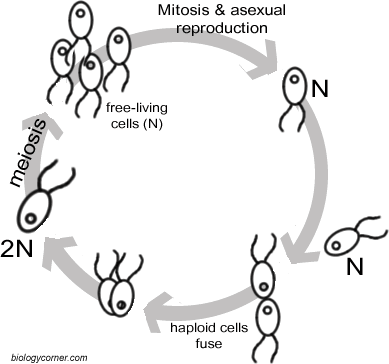 Mitosis & asexual
reproduction
free-living
cells (N)
N
meiosis
2N
N
haploid cells
fuse
biologycorner.com